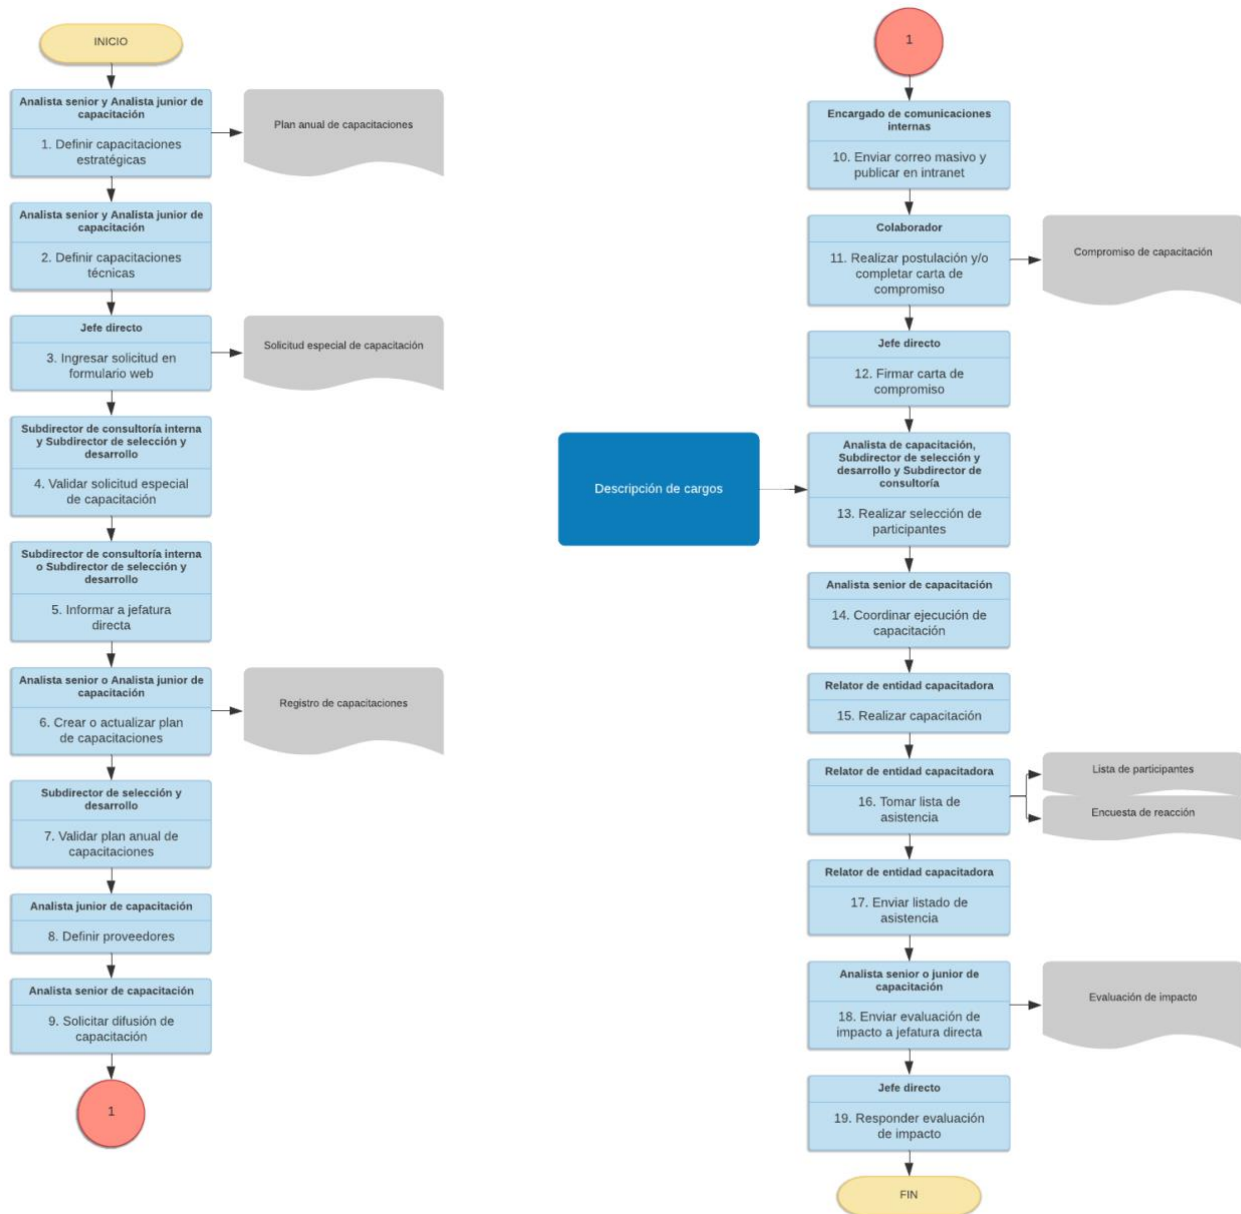 INICIO
Analista senior y Analista junior de
capacitación
1. Definir capacitaciones
estratégicas
Plan anual de capacitaciones
Analista senior y Analista junior de
capacitación
2. Definir capacitaciones
técnicas
Jefe directo
3. Ingresar solicitud en
formulario web
Solicitud especial de capacitación
Subdirector de consultoría interna
y Subdirector de selección y
desarrollo
4. Validar solicitud especial
de capacitación
Subdirector de consultoría interna
o Subdirector de selección y
desarrollo
5. Informar a jefatura
directa
Analista senior o Analista junior de
capacitación
6. Crear o actualizar plan
de capacitaciones
Registro de capacitaciones
Subdirector de selección y
desarrollo
7. Validar plan anual de
capacitaciones
Analista junior de capacitación
8. Definir proveedores
Analista senior de capacitación
9. Solicitar difusión de
capacitación
1
1
Encargado de comunicaciones
internas
10. Enviar correo masivo y
publicar en intranet
Colaborador
11. Realizar postulación y/o
completar carta de
compromiso
Compromiso de capacitación
Jefe directo
12. Firmar carta de
compromiso
Descripción de cargos
Analista de capacitación,
Subdirector de selección y
desarrollo y Subdirector de
consultoría
13. Realizar selección de
participantes
Analista senior de capacitación
14. Coordinar ejecución de
capacitación
Relator de entidad capacitadora
15. Realizar capacitación
Relator de entidad capacitadora
16. Tomar lista de
asistencia
Lista de participantes
Encuesta de reacción
Relator de entidad capacitadora
17. Enviar listado de
asistencia
Analista senior o junior de
capacitación
18. Enviar evaluación de
impacto a jefatura directa
Evaluación de impacto
Jefe directo
19. Responder evaluación
de impacto
FIN